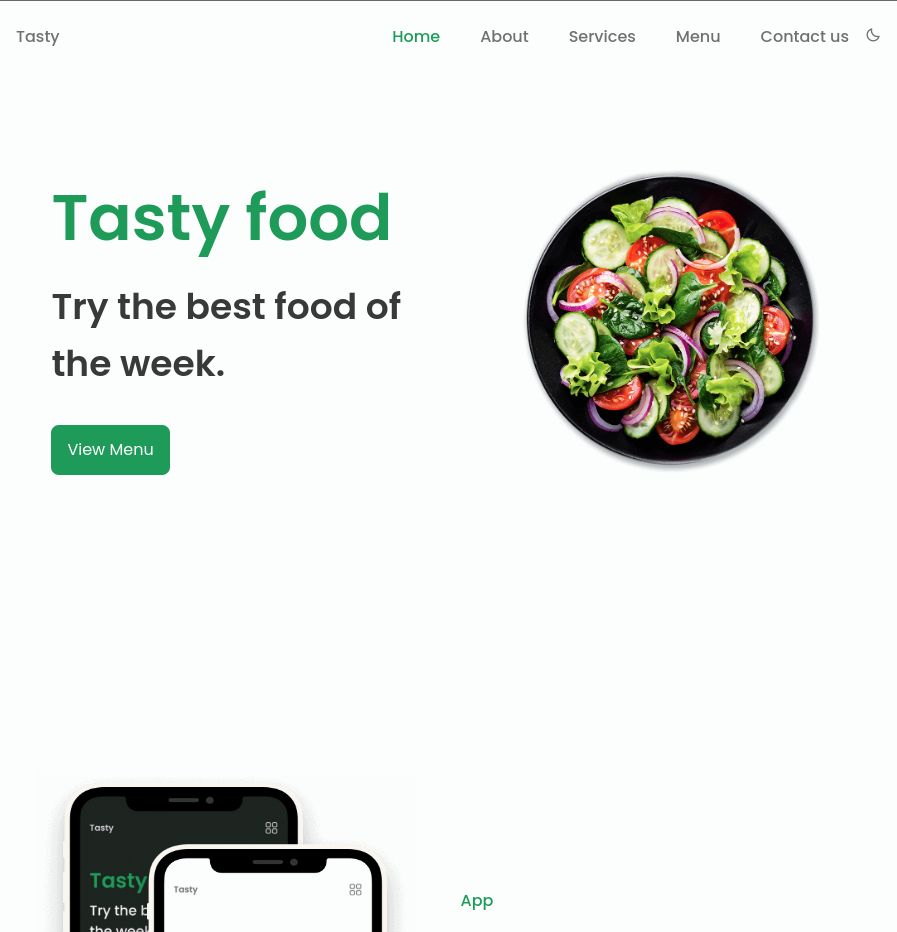 Tasty
Home About Services Menu Contact us
Tasty food
Try the best food of
the week.
View Menu
Tasty
Tasty
Try the b
the week
Tasty
App